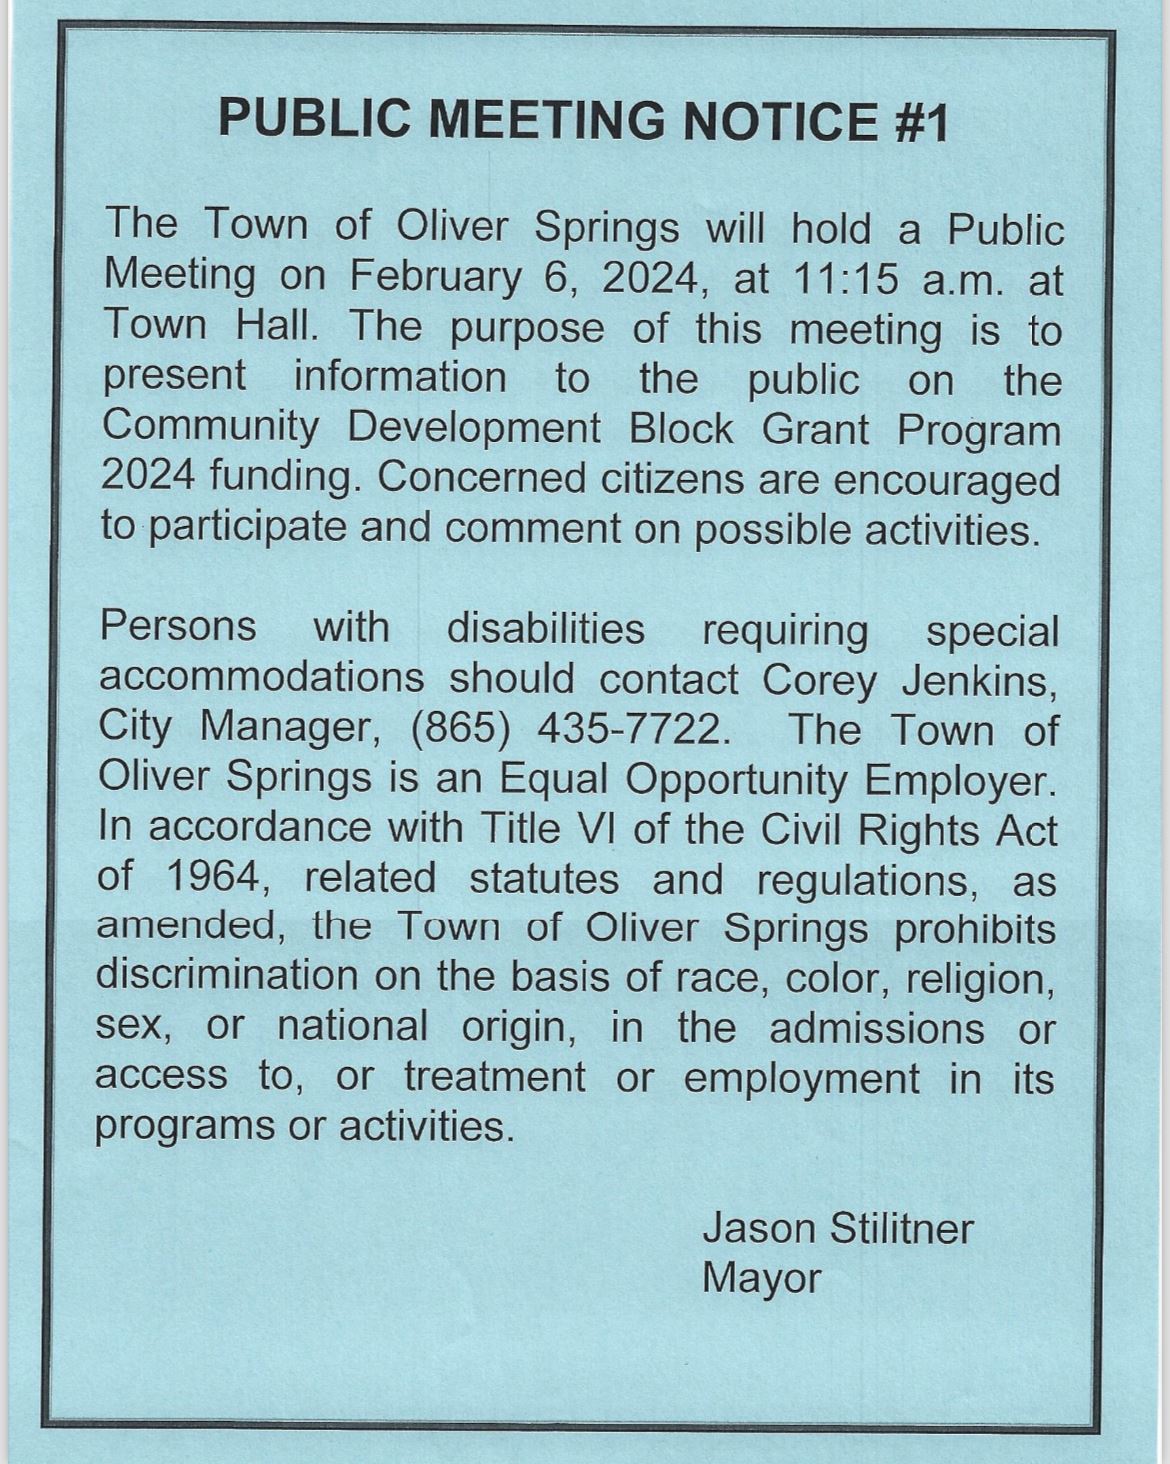 PUBLIC MEETING NOTICE #1
The Town of Oliver Springs will hold a Public
Meeting on February 6, 2024, at 11:15 a.m. at
Town Hall. The purpose of this meeting is to
present information to the public on the
Community Development Block Grant Program
2024 funding. Concerned citizens are encouraged
to participate and comment on possible activities.
Persons with disabilities requiring special
accommodations should contact Corey Jenkins,
City Manager, (865) 435-7722. The Town of
Oliver Springs is an Equal Opportunity Employer.
In accordance with Title VI of the Civil Rights Act
of 1964, related statutes and regulations, as
amended, the Town of Oliver Springs prohibits
discrimination on the basis of race, color, religion,
sex, or national origin, in the admissions or
access to, or treatment or employment in its
programs or activities.
Jason Stilitner
Mayor